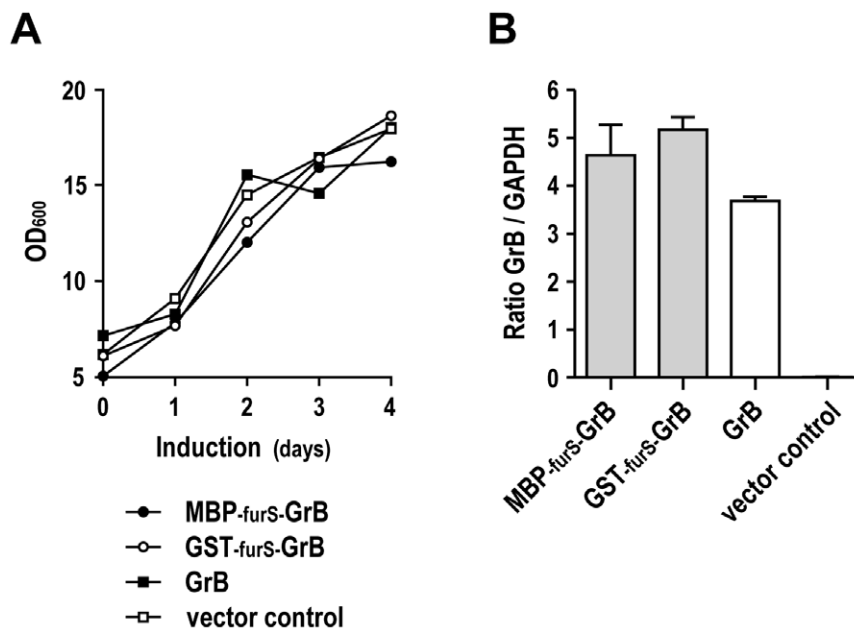 A
20
15
10
5
OD600
0 1 2 3 4
Induction (days)
MBP-furS-GrB
GST-furS-GrB
GrB
vector control
B
6
5
4
3
2
1
0
Ratio GrB / GAPDH
MBP-furS-GrB
GST-furS-GrB
GrB
vector control